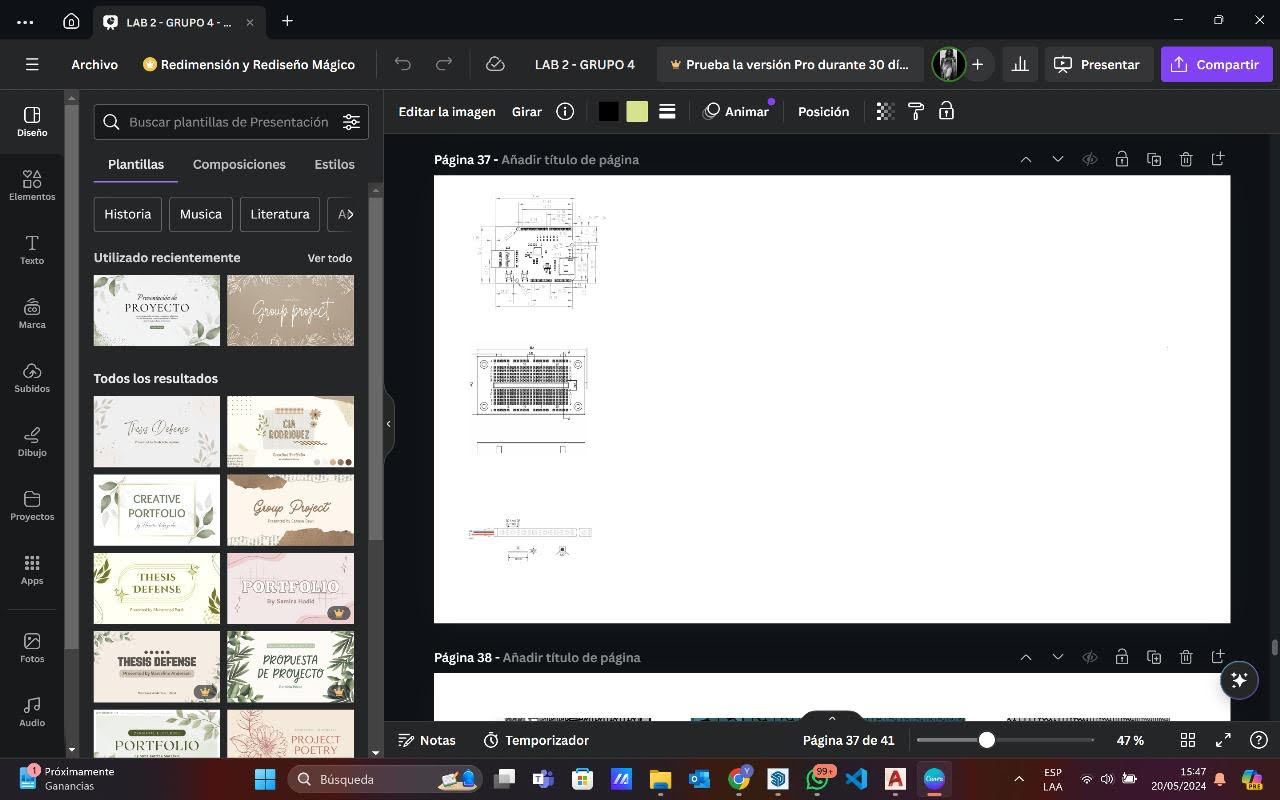 LAB 2 - GRUPO 4 - ...
Archivo
Redimensión y Rediseño Mágico
LAB 2 - GRUPO 4
Prueba la versión Pro durante 30 dí...
Presentar
Compartir
Diseño
Elementos
Texto
Marca
Subidos
Dibujo
Proyectos
Apps
Fotos
Audio
Buscar plantillas de Presentación
Plantillas
Composiciones
Estilos
Historia
Musica
Literatura
Utilizado recientemente
Ver todo
Presentación de
PROYECTO
Group project
Todos los resultados
Thesis Defense
CIA
RODRIQUEZ
CREATIVE
PORTFOLIO
Group Project
THESIS
DEFENSE
PORTFOLIO
By Samira Hadid
THESIS DEFENSE
PROPUESTA
DE PROYECTO
PORTFOLIO
PROJECT
POETRY
Editar la imagen
Girar
Animar
Posición
Página 37 - Añadir título de página
Página 38 - Añadir título de página
Notas
Temporizador
Página 37 de 41
47 %
1
Próximamente
Ganancias
Búsqueda
99+
ESP
LAA
15:47
20/05/2024
PRE